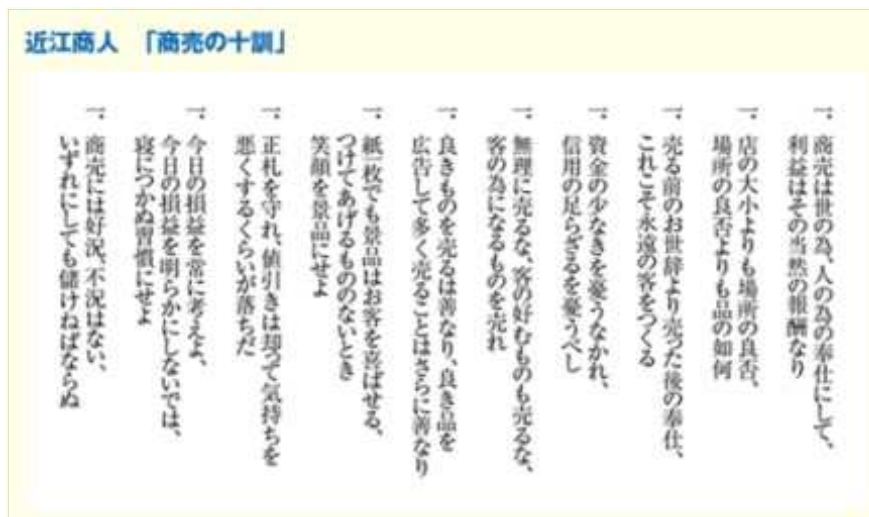 近江商人 「商売の十訓」
一、商売は世の為、人の為の奉仕にして、
利益はその当然の報酬なり
一、店の大小よりも場所の良否、
場所の良否よりも品の如何
一、売る前のお世辞より売った後の奉仕、
これこそ永遠の客をつくる
一、資金の少なきを憂うなかれ、
信用の足らざるを憂うべし
一、無理に売るな、客の好むものも売るな、
客の為になるものを売れ
一、良きものを売るは善なり、良き品を
広告して多く売ることはさらに善なり
一、紙一枚でも景品はお客を喜ばせる、
つけてあげるもののないとき
笑顔を景品にせよ
一、正札を守れ、値引きは却って気持ちを
悪くするくらいが落ちだ
一、今日の損益を常に考えよ、
今日の損益を明らかにしないでは、
寝につかぬ習慣にせよ
一、商売には好況、不況はない、
いずれにしても儲けねばならぬ